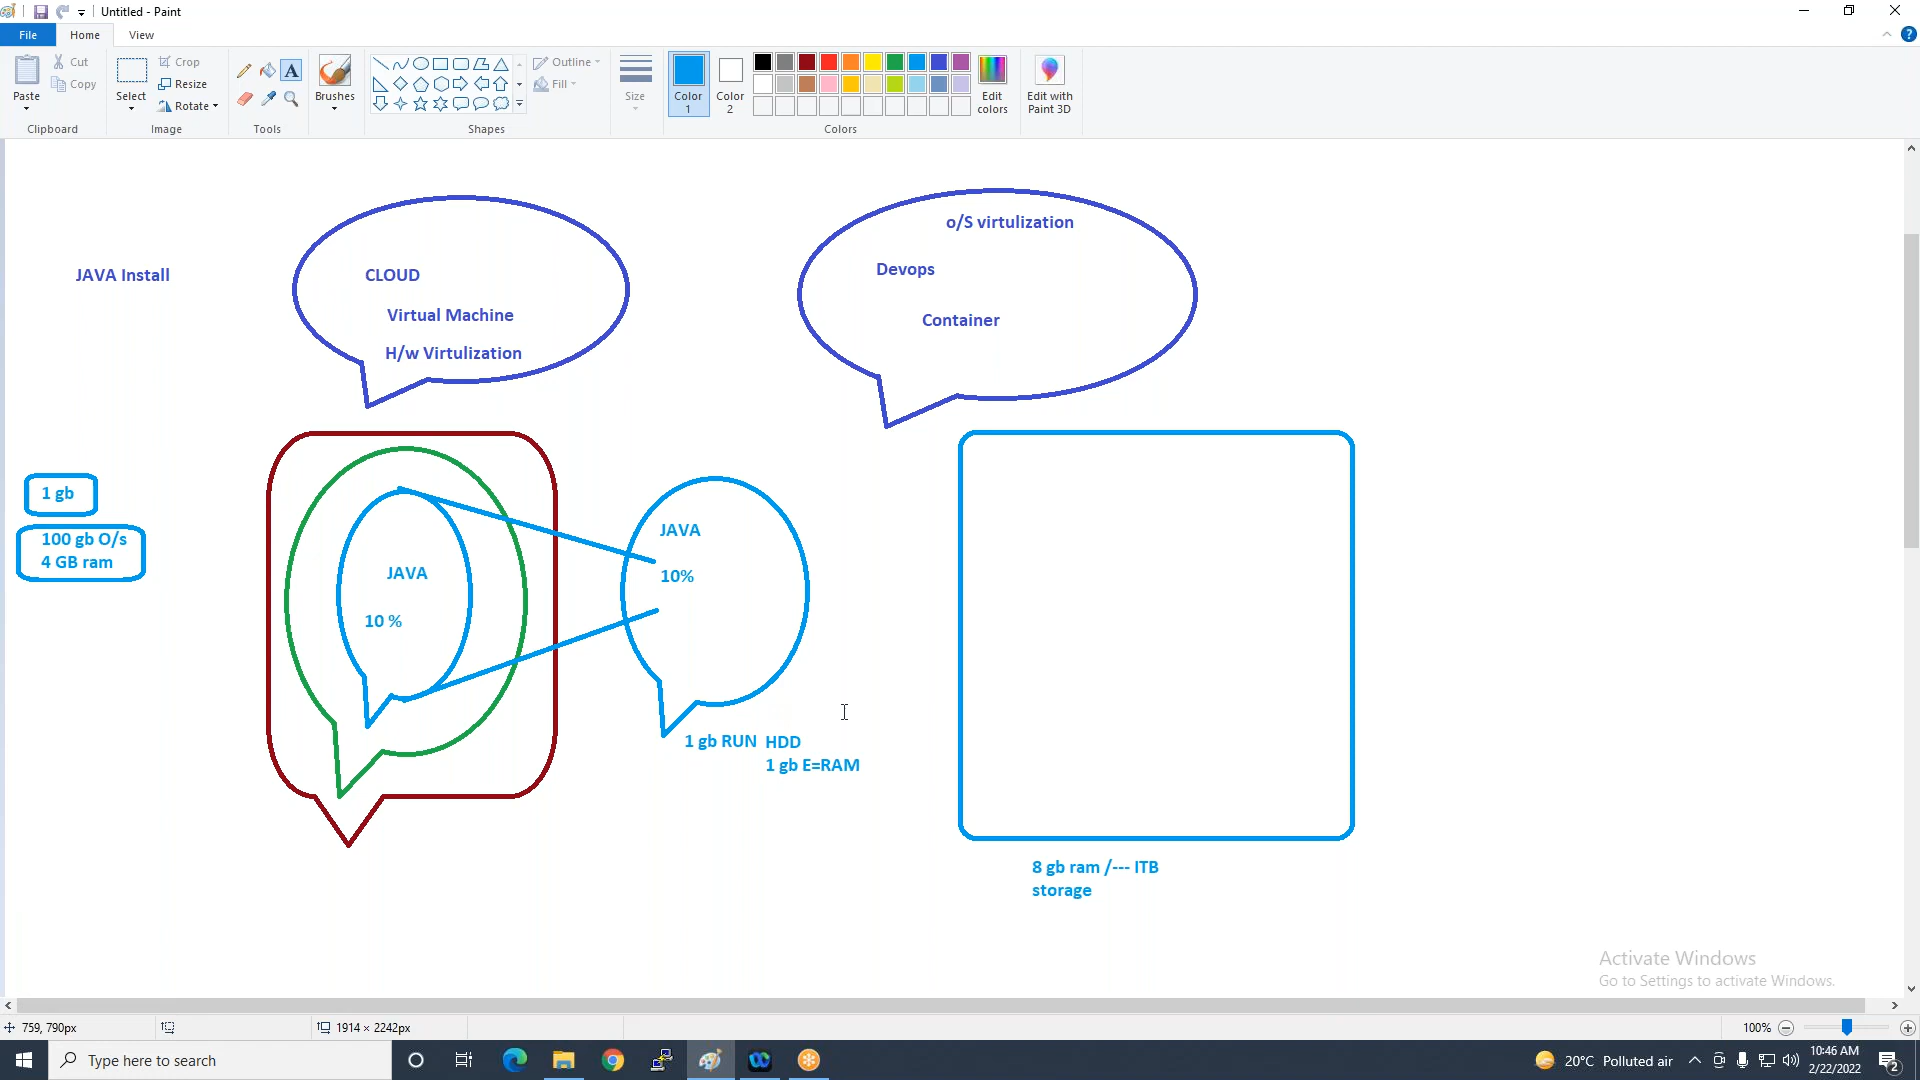 Untitled - Paint
File
Home
View
Cut
Copy
Paste
Clipboard
Crop
Resize
Rotate
Select
Image
A
Tools
Brushes
Outline
Fill
Shapes
Size
Color
1
Color
2
Edit
colors
Colors
Edit with
Paint 3D
?
o/S virtulization
Devops
Container
JAVA Install
CLOUD
Virtual Machine
H/w Virtulization
1 gb
100 gb O/s
4 GB ram
JAVA
10 %
JAVA
10%
1 gb RUN HDD
1 gb E=RAM
8 gb ram /--- ITB
storage
Activate Windows
Go to Settings to activate Windows.
759, 790px
1914 × 2242px
100%
Type here to search
20°C Polluted air
10:46 AM
2/22/2022
2